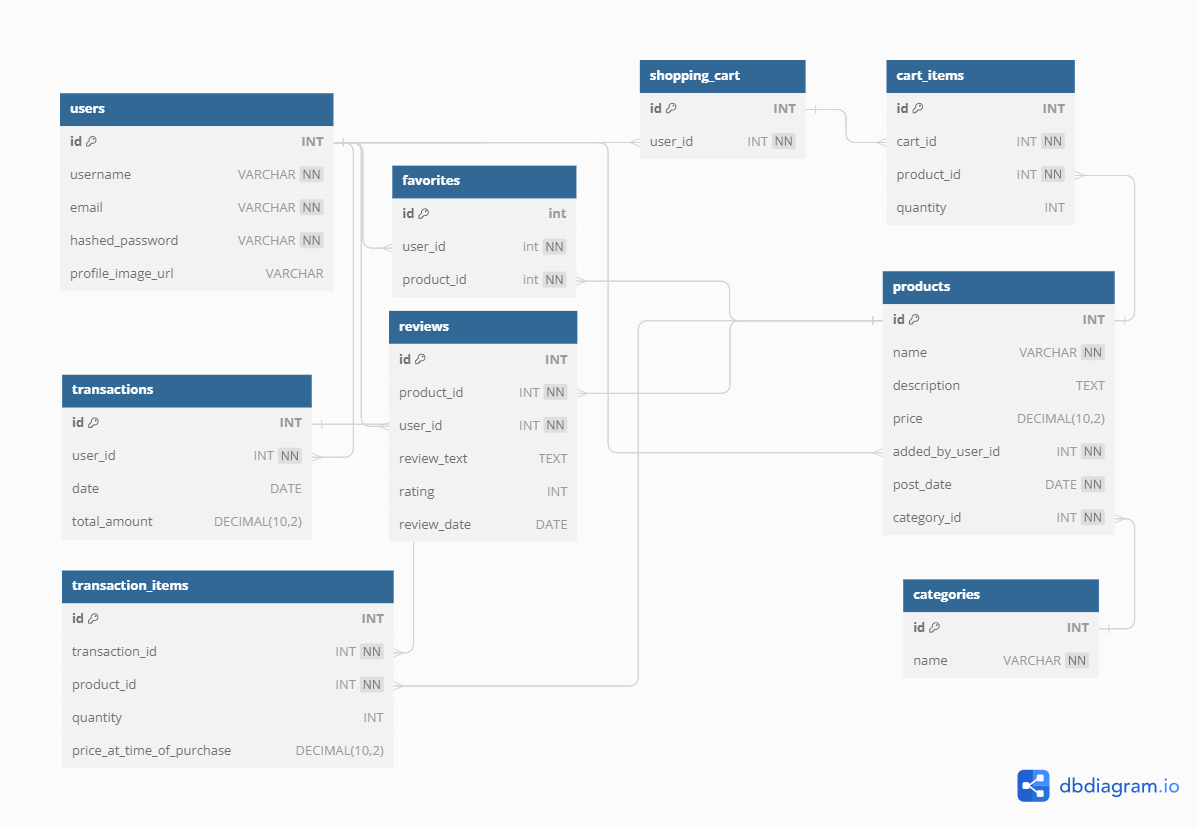 users
id INT
username VARCHAR NN
email VARCHAR NN
hashed_password VARCHAR NN
profile_image_url VARCHAR
favorites
id int
user_id int NN
product_id int NN
shopping_cart
id INT
user_id INT NN
cart_items
id INT
cart_id INT NN
product_id INT NN
quantity INT
transactions
id INT
user_id INT NN
date DATE
total_amount DECIMAL(10,2)
reviews
id INT
product_id INT NN
user_id INT NN
review_text TEXT
rating INT
review_date DATE
products
id INT
name VARCHAR NN
description TEXT
price DECIMAL(10,2)
added_by_user_id INT NN
post_date DATE NN
category_id INT NN
transaction_items
id INT
transaction_id INT NN
product_id INT NN
quantity INT
price_at_time_of_purchase DECIMAL(10,2)
categories
id INT
name VARCHAR NN
dbdiagram.io